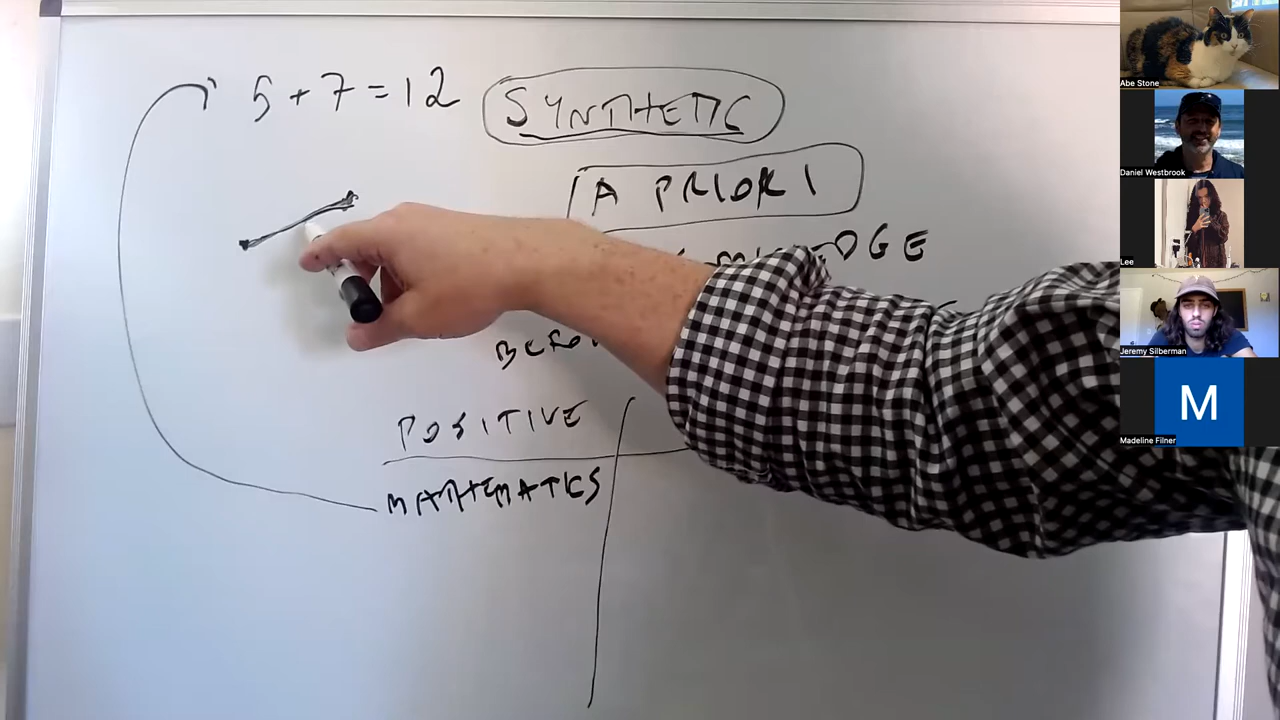 5 + 7 = 12 SYNTHETIC
A PRIORI
POSITIVE
MATHEMATICS
Abe Stone
Daniel Westbrook
Lee
Jeremy Silberman
M
Madeline Filner